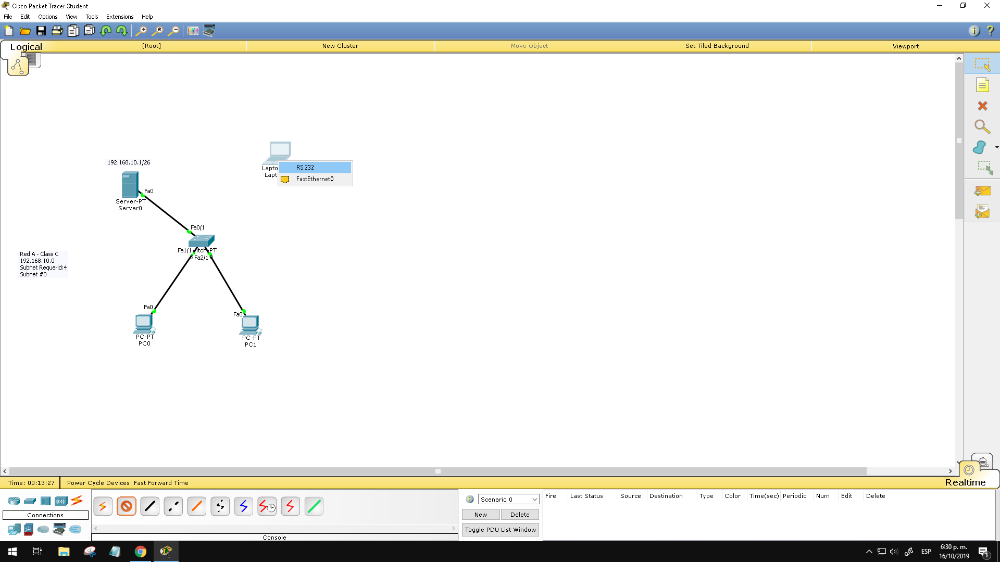 Cisco Packet Tracer Student
File Edit Options View Tools Extensions Help
Logical [Root] New Cluster Move Object Set Tiled Background Viewport
192.168.10.1/26
Fa0
Server-PT
Server0
RS 232
FastEthernet0
Lapto
Lapt
Fa0/1
Fa1/1 witch-PT
Fa2/1
Red A - Class C
192.168.10.0
Subnet Requerid:4
Subnet #0
Fa0
PC-PT
PC0
Fa0
PC-PT
PC1
Time: 00:13:27 Power Cycle Devices Fast Forward Time
Realtime
Connections
Console
Scenario 0
New Delete
Toggle PDU List Window
Fire Last Status Source Destination Type Color Time(sec) Periodic Num Edit Delete
ESP
6:30 p. m.
16/10/2019
1